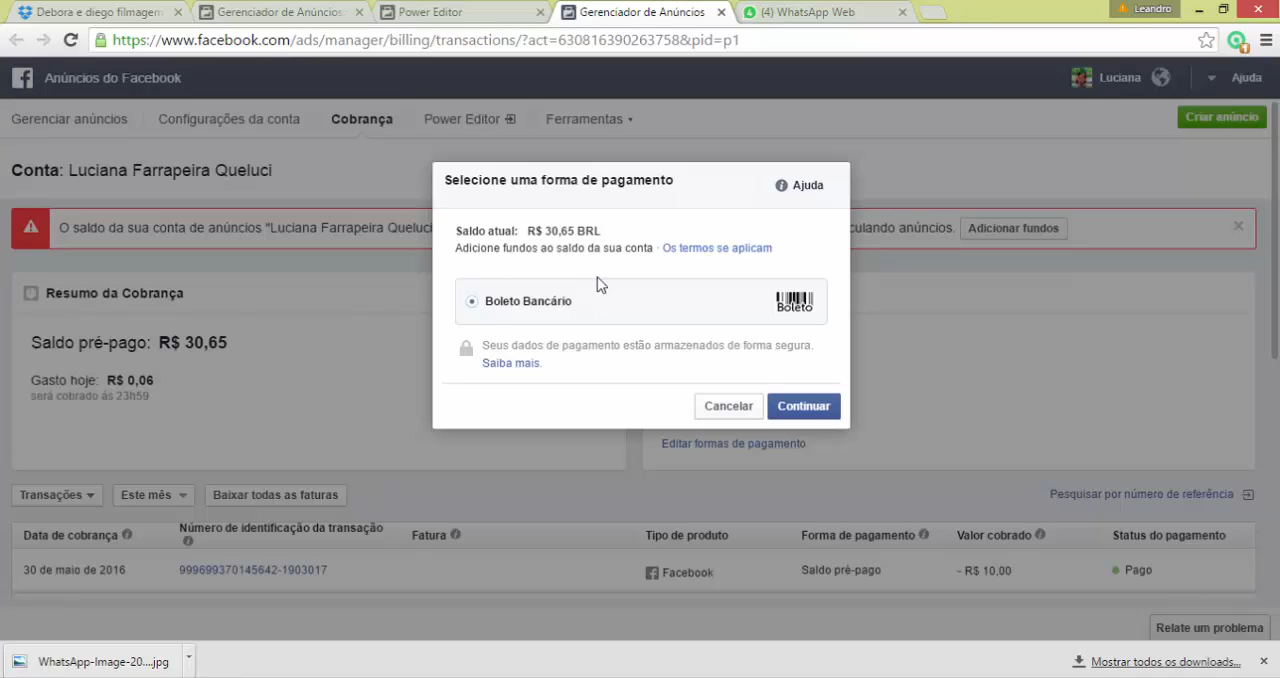 Debora e diego filmagem
Gerenciador de Anúncios
Power Editor
Gerenciador de Anúncios
(4) WhatsApp Web
Leandro
https://www.facebook.com/ads/manager/billing/transactions/?act=630816390263758&pid=p1
Anúncios do Facebook
Luciana
Ajuda
Gerenciar anúncios
Configurações da conta
Cobrança
Power Editor
Ferramentas
Criar anúncio
Conta: Luciana Farrapeira Queluci
O saldo da sua conta de anúncios "Luciana Farrapeira Queluci
culando anúncios.
Adicionar fundos
Selecione uma forma de pagamento
Ajuda
Saldo atual: R$ 30,65 BRL
Adicione fundos ao saldo da sua conta · Os termos se aplicam
Boleto Bancário
Boleto
Seus dados de pagamento estão armazenados de forma segura.
Saiba mais.
Cancelar
Continuar
Resumo da Cobrança
Saldo pré-pago: R$ 30,65
Gasto hoje: R$ 0,06
será cobrado ás 23h59
Editar formas de pagamento
Transações
Este mês
Baixar todas as faturas
Pesquisar por número de referência
Data de cobrança
Número de identificação da transação
Fatura
Tipo de produto
Forma de pagamento
Valor cobrado
Status do pagamento
30 de maio de 2016
999699370145642-1903017
Facebook
Saldo pré-pago
- R$ 10,00
Pago
Relate um problema
WhatsApp-Image-20....jpg
Mostrar todos os downloads...